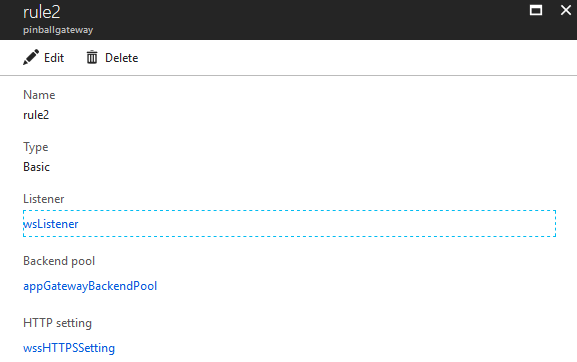 rule2
pinballgateway
Edit Delete
Name
rule2
Type
Basic
Listener
wsListener
Backend pool
appGatewayBackendPool
HTTP setting
wssHTTPSSetting